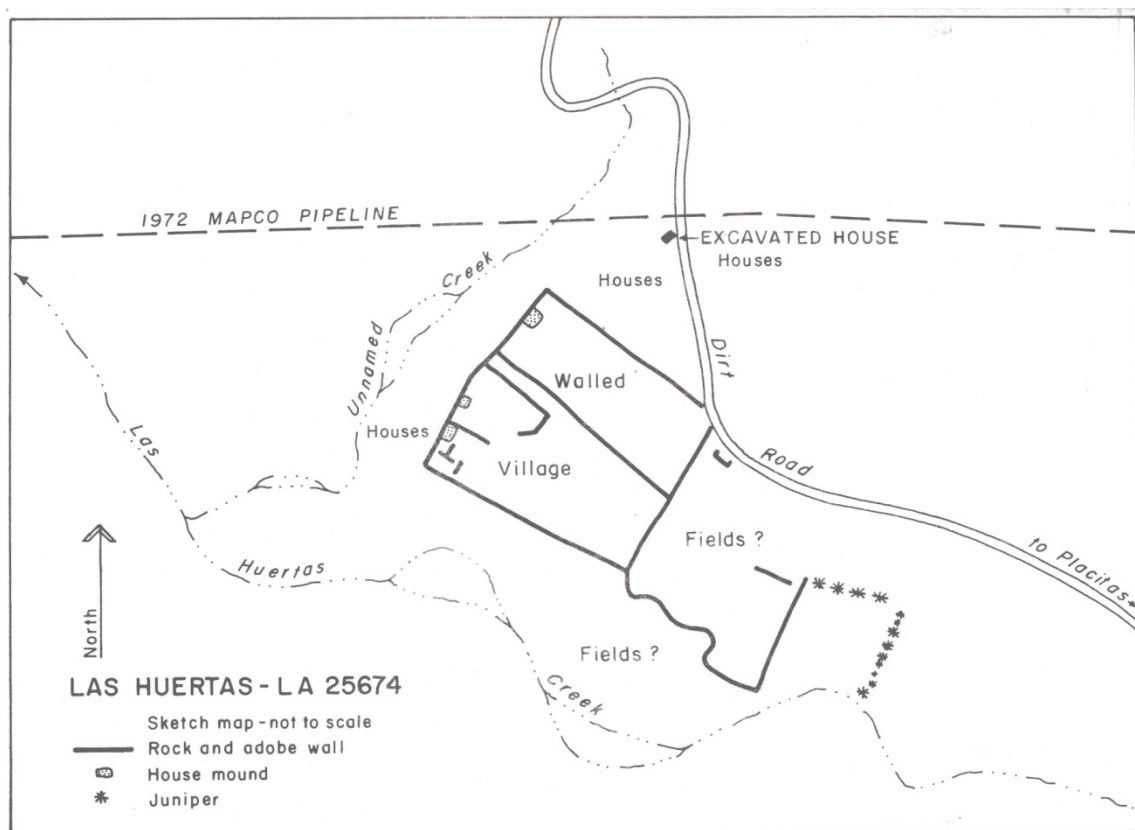 1972 MAPCO PIPELINE
EXCAVATED HOUSE
Houses
Houses
Unnamed Creek
Dirt Road
to Placitas
Walled
Village
Houses
Las Huertas Creek
Fields ?
Fields ?
North
LAS HUERTAS - LA 25674
Sketch map - not to scale
Rock and adobe wall
House mound
Juniper